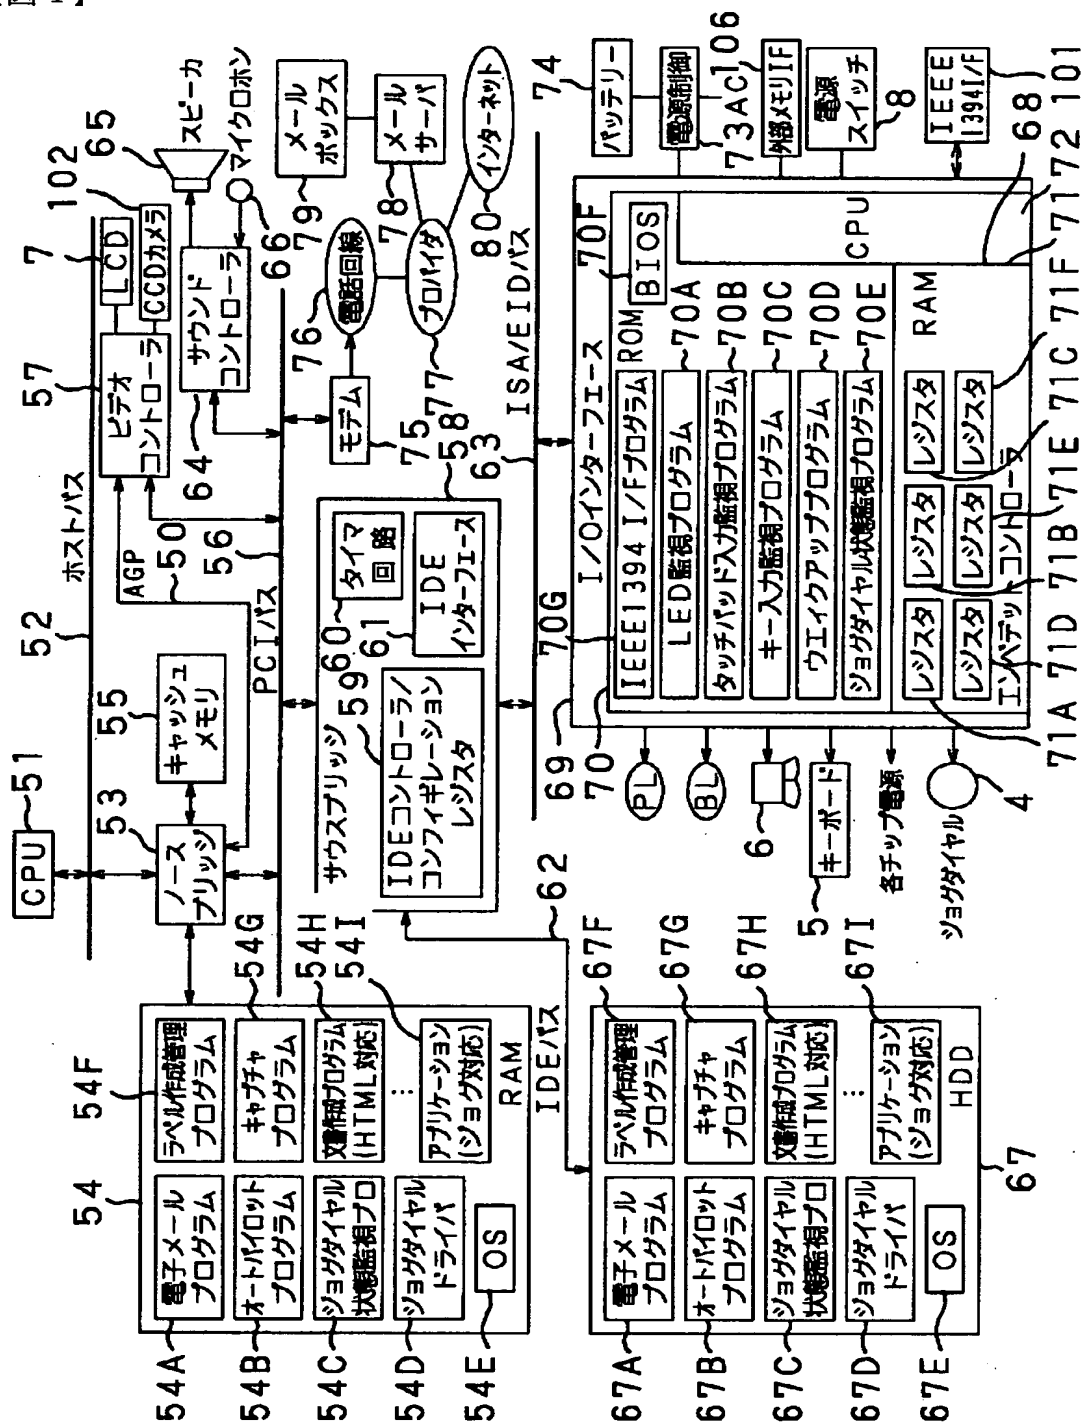 CPU
51
ホストバス
52
53
ノース
ブリッジ
55
キャッシュ
メモリ
AGP
50
57
ビデオ
コントローラ
7
LCD
102
CCDカメラ
65
スピーカ
マイクロホン
66
64
サウンド
コントローラ
56
PCIバス
54
54F
54A
電子メール
プログラム
ラベル作成管理
プログラム
54B
オートパイロット
プログラム
キャプチャ
プログラム
54G
54C
ジョグダイヤル
状態監視プロ
文書作成プログラム
(HTML対応)
54H
54D
ジョグダイヤル
ドライバ
⋮
アプリケーション
(ジョグ対応)
54I
54E
OS
RAM
サウスブリッジ
58
59
IDEコントローラ/
コンフィギレーション
レジスタ
60
タイマ
回路
61
IDE
インターフェース
モデム
75
76
電話回線
77
プロバイダ
78
メール
サーバ
79
メール
ボックス
80
インターネット
IDEバス
62
ISA/EIDバス
63
67A
電子メール
プログラム
ラベル作成管理
プログラム
67F
67B
オートパイロット
プログラム
キャプチャ
プログラム
67G
67C
ジョグダイヤル
状態監視プロ
文書作成プログラム
(HTML対応)
67H
67D
ジョグダイヤル
ドライバ
⋮
アプリケーション
(ジョグ対応)
67I
67E
OS
HDD
67
69
I/Oインターフェース
70
70G
ROM
70F
BIOS
IEEE1394 I/Fプログラム
LED監視プログラム
70A
タッチパッド入力監視プログラム
70B
キー入力監視プログラム
70C
ウエィクアッププログラム
70D
ジョグダイヤル状態監視プログラム
70E
CPU
RAM
レジスタ
レジスタ
レジスタ
レジスタ
レジスタ
レジスタ
エンベデットコントローラ
71A
71D
71B
71E
71C
71F
71
72
68
PL
BL
6
キーボード
5
各チップ電源
ジョグダイヤル
4
バッテリー
74
電源制御
73
AC
106
外部メモリIF
電源
スイッチ
8
IEEE
1394I/F
101